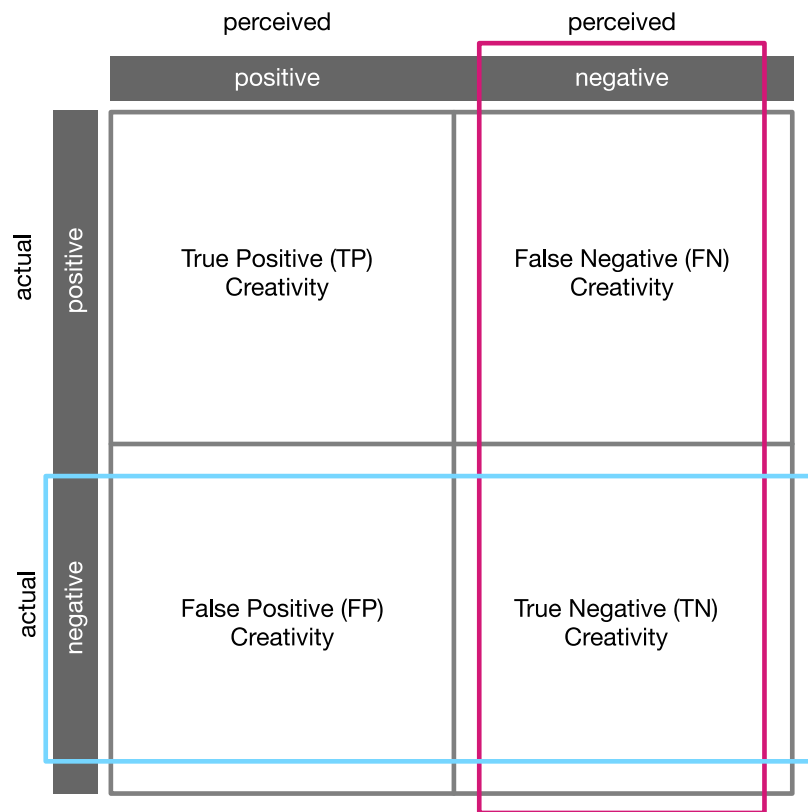 perceived
perceived
positive
negative
actual
positive
True Positive (TP)
Creativity
False Negative (FN)
Creativity
actual
negative
False Positive (FP)
Creativity
True Negative (TN)
Creativity